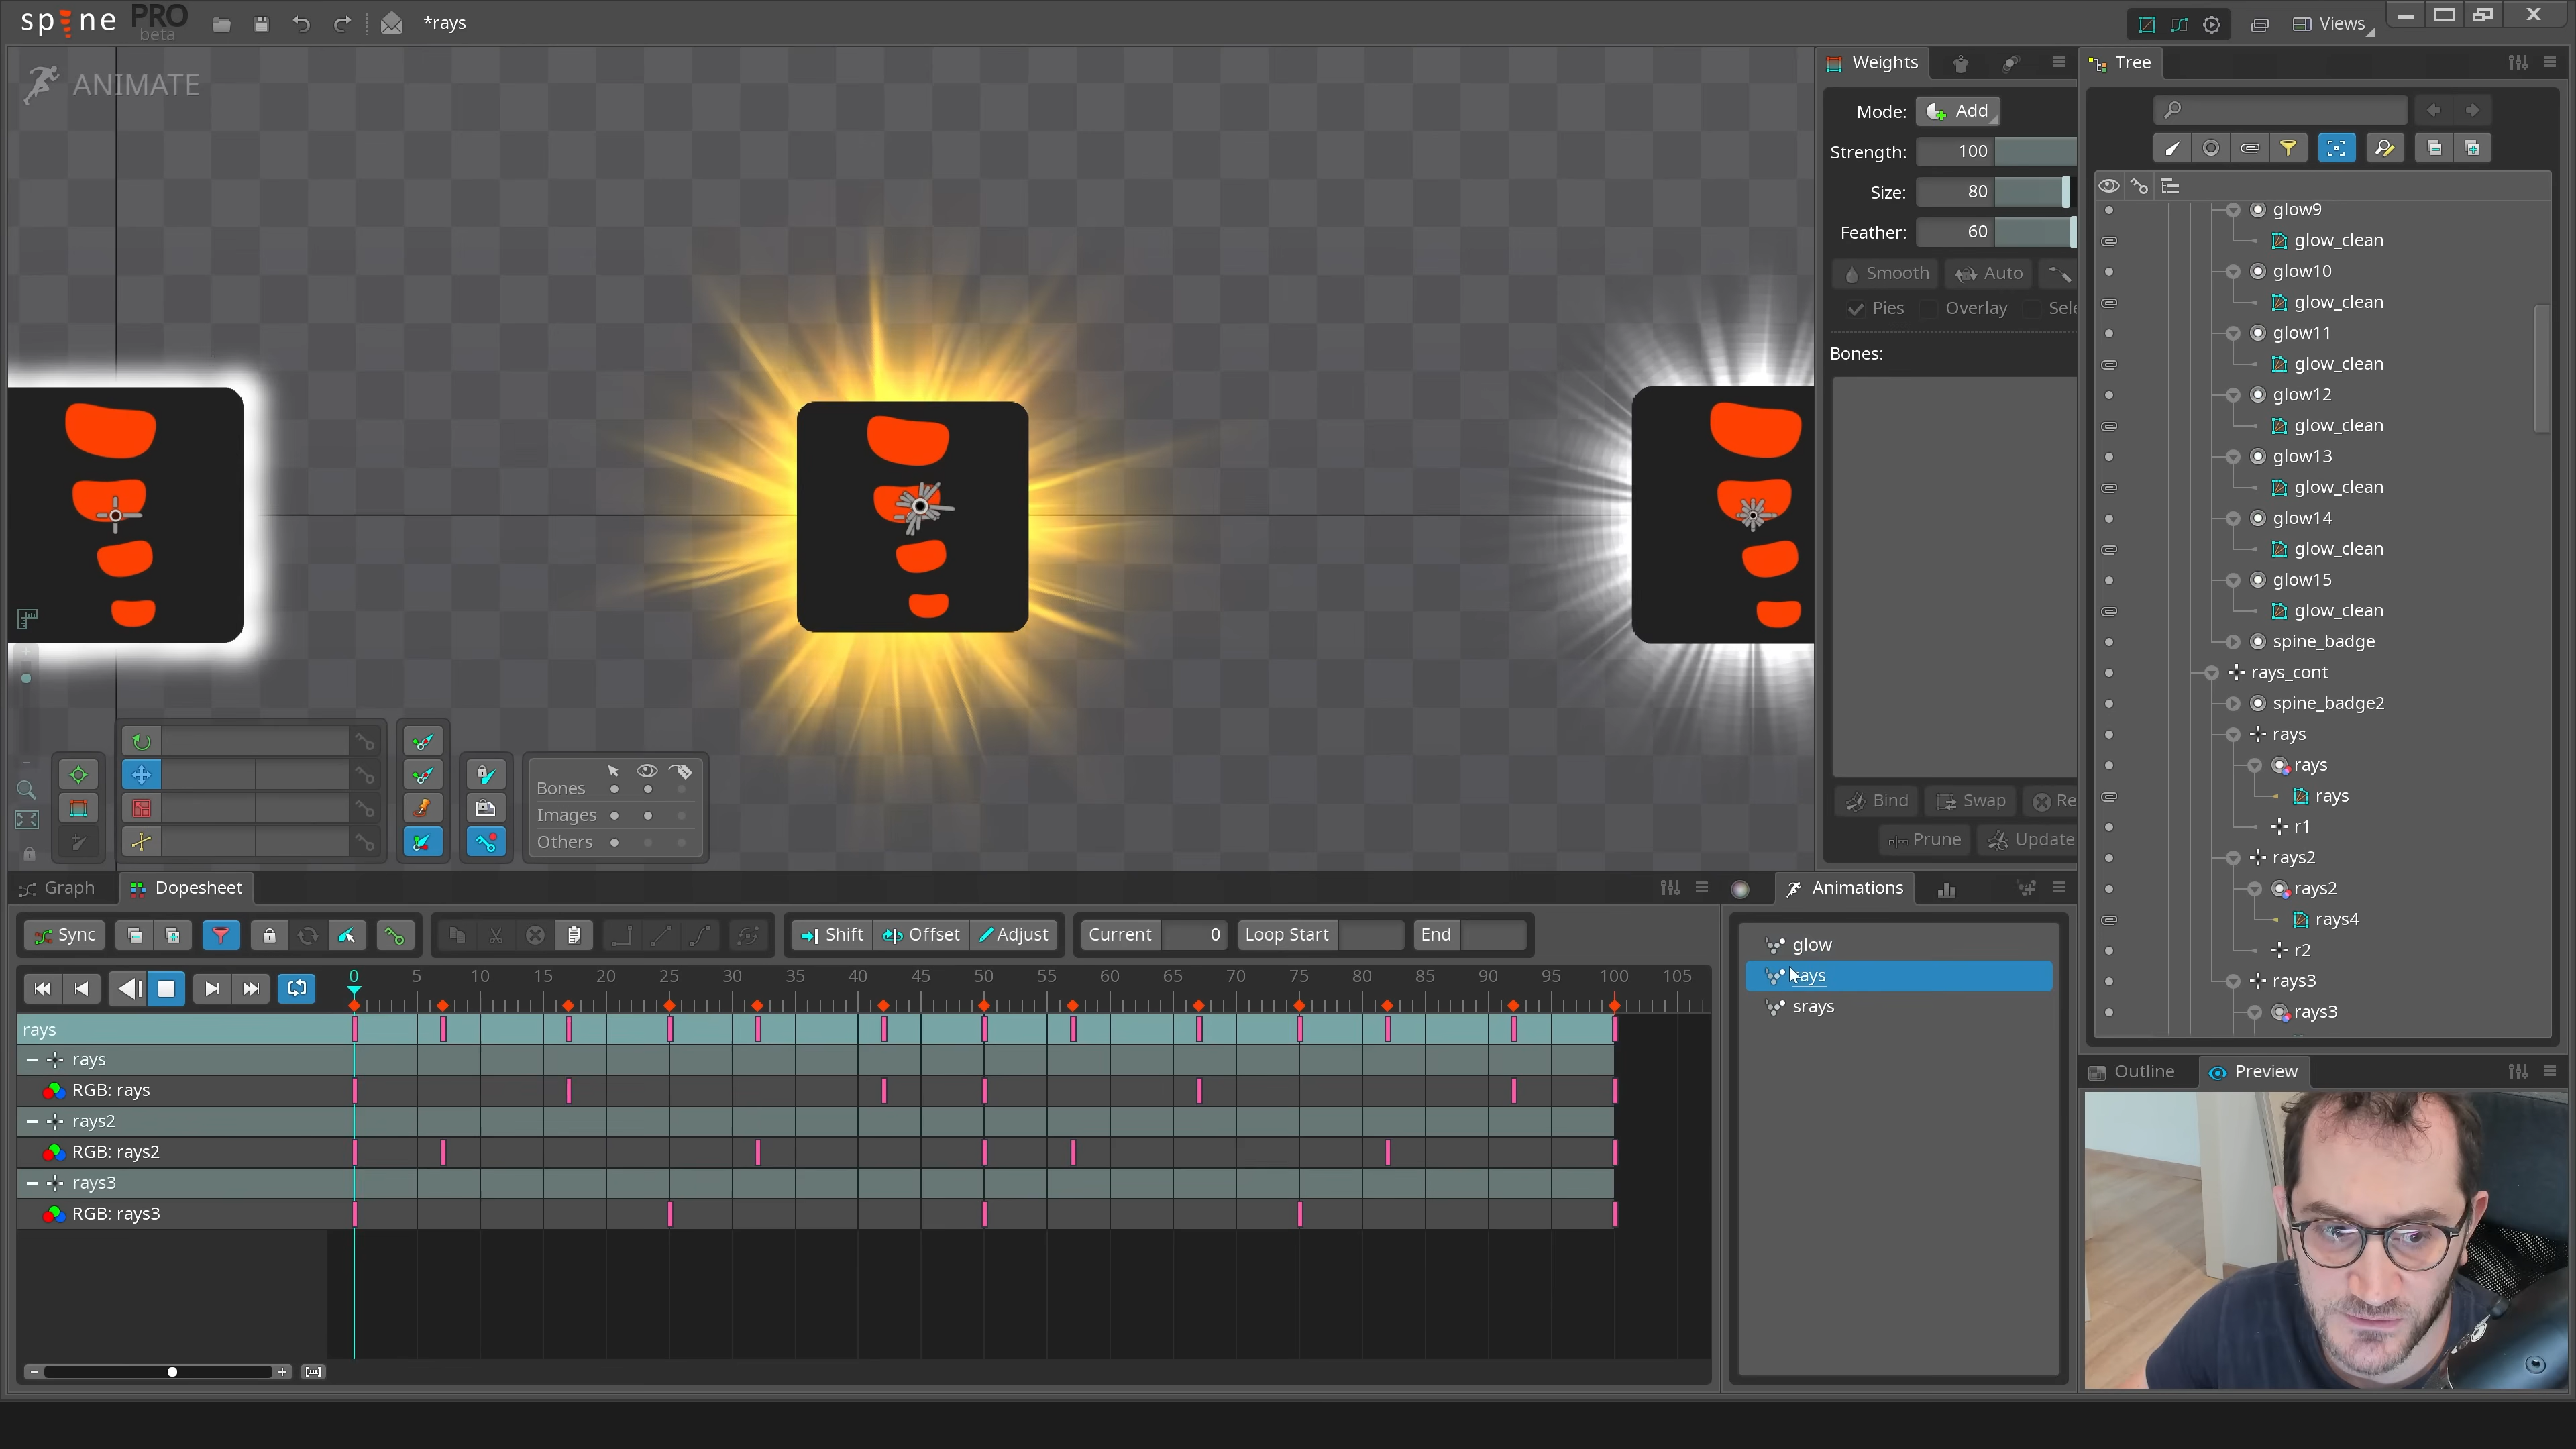 spine PRO
beta
*rays
Views
ANIMATE
Weights
Mode: Add
Strength: 100
Size: 80
Feather: 60
Smooth Auto
Pies Overlay Sele
Bones:
Bind Swap Re
Prune Update
Tree
glow9
glow_clean
glow10
glow_clean
glow11
glow_clean
glow12
glow_clean
glow13
glow_clean
glow14
glow_clean
glow15
glow_clean
spine_badge
rays_cont
spine_badge2
rays
rays
rays
r1
rays2
rays2
rays4
r2
rays3
rays3
Bones
Images
Others
Graph Dopesheet
Sync Shift Offset Adjust Current 0 Loop Start End
0 5 10 15 20 25 30 35 40 45 50 55 60 65 70 75 80 85 90 95 100 105
rays
rays
RGB: rays
rays2
RGB: rays2
rays3
RGB: rays3
Animations
glow
rays
srays
Outline Preview